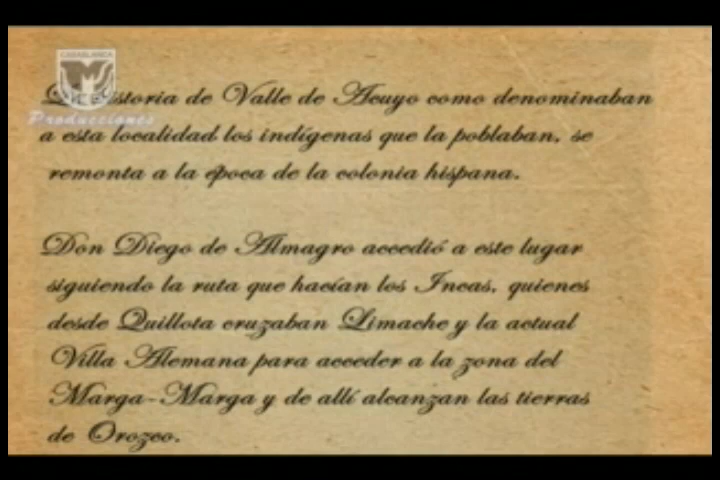 CASABLANCA
Producciones
La historia de Valle de Acuyo como denominaban
a esta localidad los indígenas que la poblaban, se
remonta a la época de la colonia hispana.
Don Diego de Almagro accedió a este lugar
siguiendo la ruta que hacían los Incas, quienes
desde Quillota cruzaban Limache y la actual
Villa Alemana para acceder a la zona del
Marga-Marga y de allí alcanzan las tierras
de Orozco.